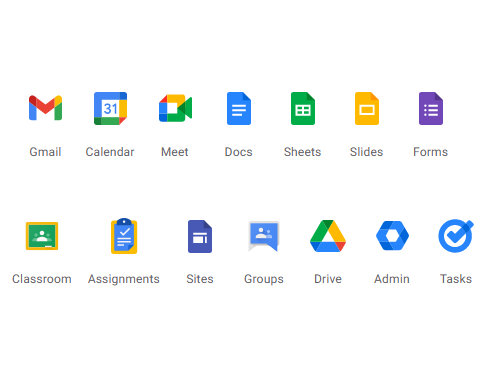 31
Gmail Calendar Meet Docs Sheets Slides Forms
Classroom Assignments Sites Groups Drive Admin Tasks